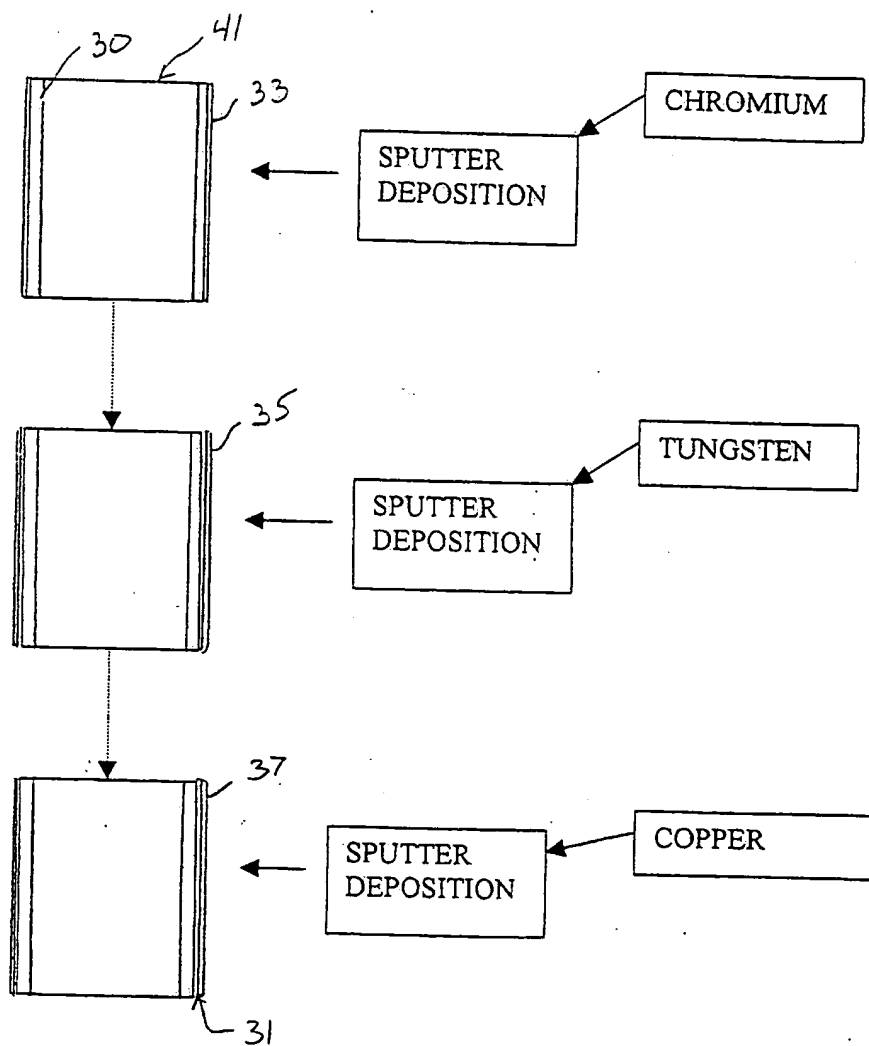 30
41
33
CHROMIUM
SPUTTER
DEPOSITION
35
TUNGSTEN
SPUTTER
DEPOSITION
37
COPPER
SPUTTER
DEPOSITION
31